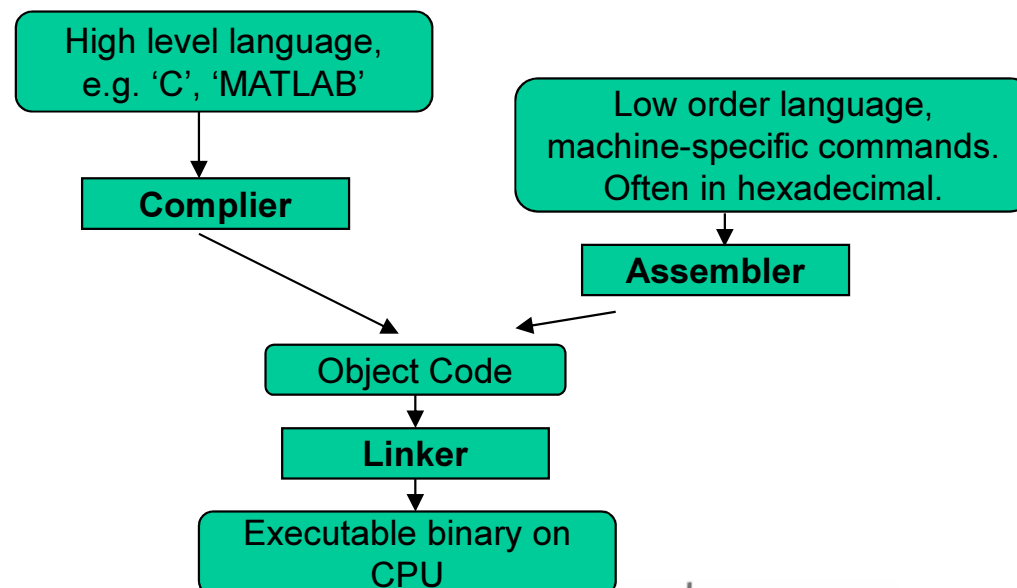 High level language,
e.g. ‘C’, ‘MATLAB’
Low order language,
machine-specific commands.
Often in hexadecimal.
Complier
Assembler
Object Code
Linker
Executable binary on
CPU